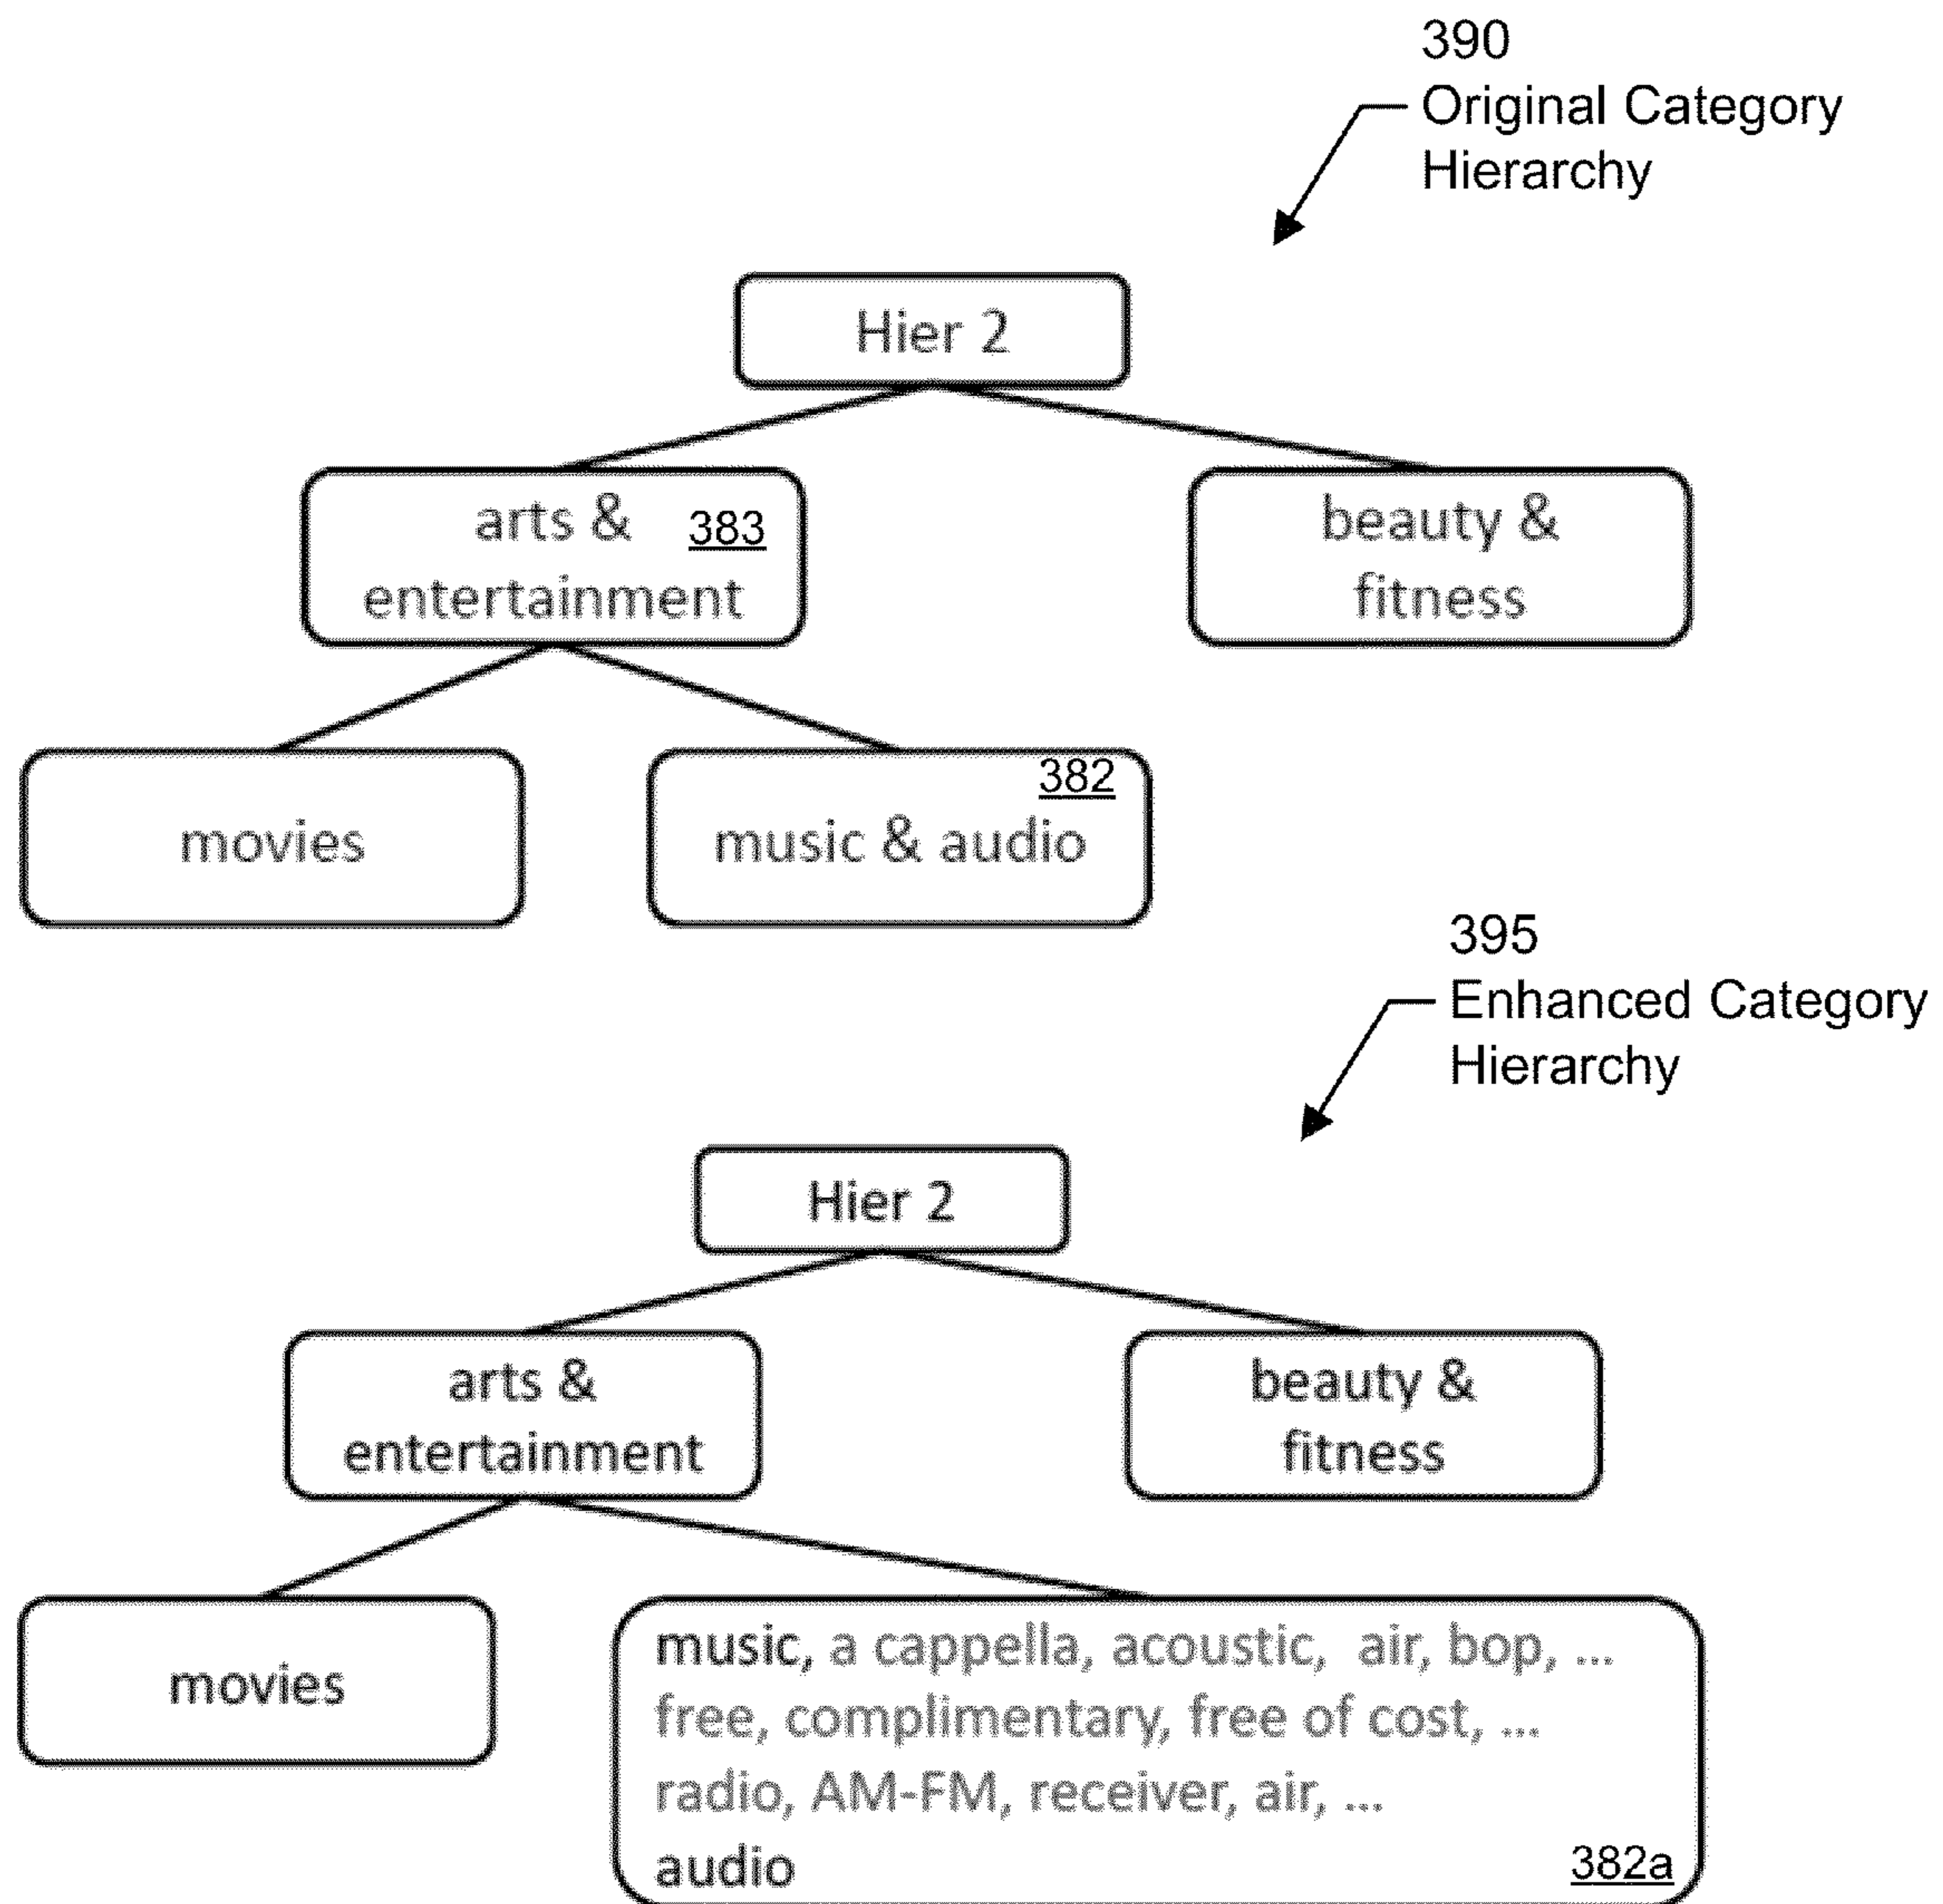 390
Original Category
Hierarchy
Hier 2
arts & 383
entertainment
beauty &
fitness
movies
382
music & audio
395
Enhanced Category
Hierarchy
Hier 2
arts &
entertainment
beauty &
fitness
movies
music, a cappella, acoustic, air, bop, ...
free, complimentary, free of cost, ...
radio, AM-FM, receiver, air, ...
audio 382a